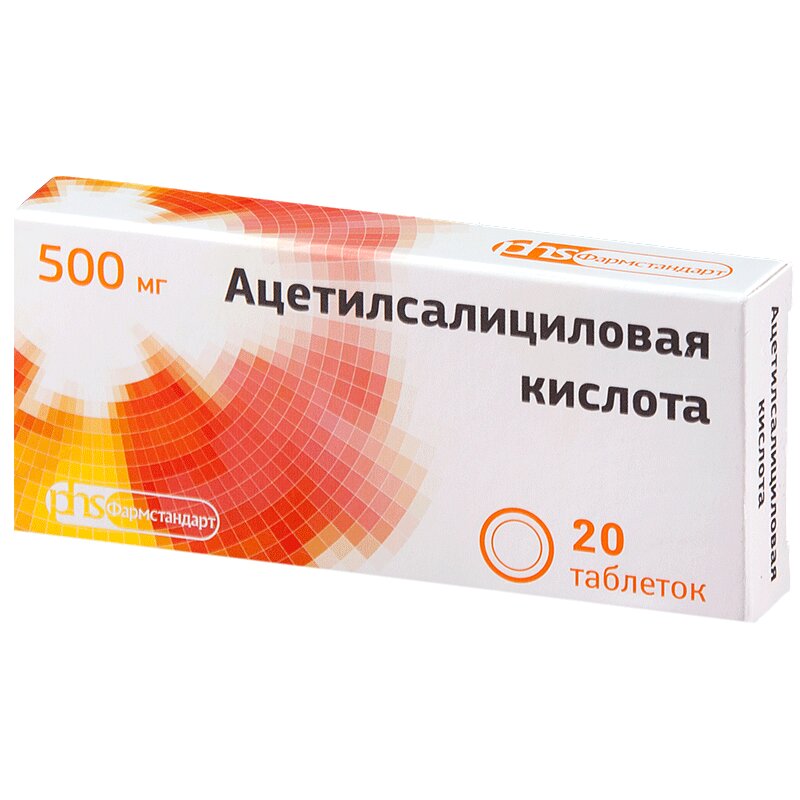 500 мг
Ацетилсалициловая
кислота
phs Фармстандарт
20
таблеток
phs Фармстандарт
Ацетилсалициловая
кислота